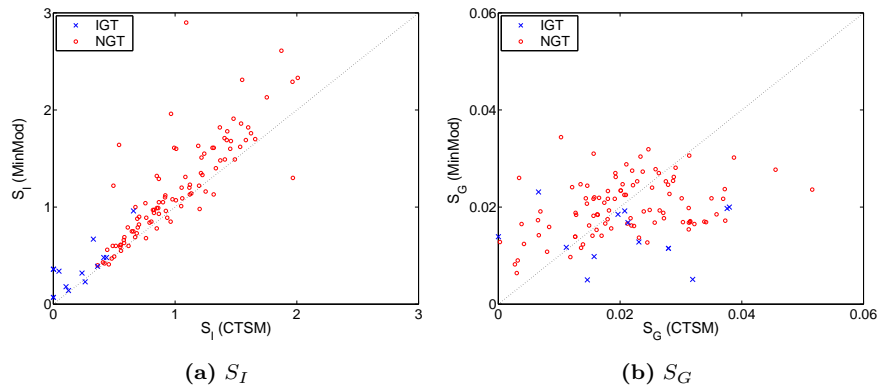 IGT
NGT
3
2
1
0
0
1
2
3
S_I (MinMod)
S_I (CTSM)
(a) S_I
IGT
NGT
0.06
0.04
0.02
0
0
0.02
0.04
0.06
S_G (MinMod)
S_G (CTSM)
(b) S_G